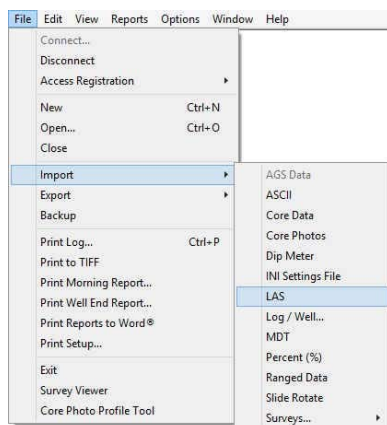 File Edit View Reports Options Window Help
Connect...
Disconnect
Access Registration
New Ctrl+N
Open... Ctrl+O
Close
Import
Export
Backup
Print Log... Ctrl+P
Print to TIFF
Print Morning Report...
Print Well End Report...
Print Reports to Word®
Print Setup...
Exit
Survey Viewer
Core Photo Profile Tool
AGS Data
ASCII
Core Data
Core Photos
Dip Meter
INI Settings File
LAS
Log / Well...
MDT
Percent (%)
Ranged Data
Slide Rotate
Surveys...